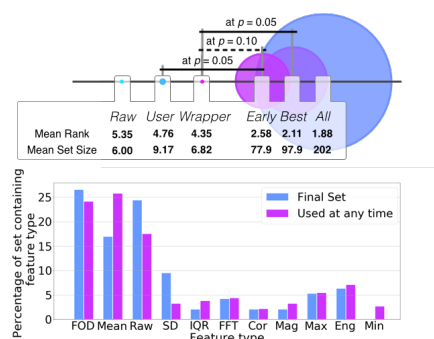 at p = 0.05
at p = 0.10
at p = 0.05
Raw User Wrapper Early Best All
Mean Rank 5.35 4.76 4.35 2.58 2.11 1.88
Mean Set Size 6.00 9.17 6.82 77.9 97.9 202
Percentage of set containing
feature type
25
20
15
10
5
0
Final Set
Used at any time
FOD Mean Raw SD IQR FFT Cor Mag Max Eng Min
Feature type